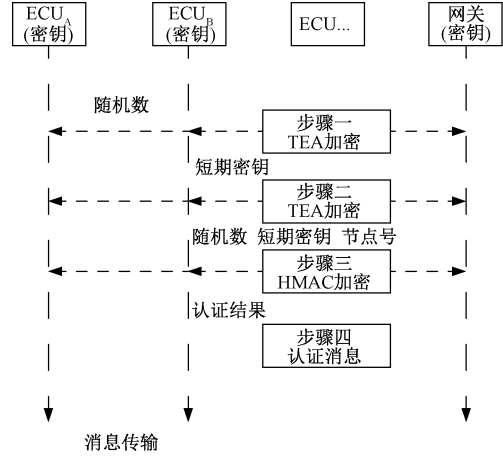 ECU_A
(密钥)
ECU_B
(密钥)
ECU...
网关
(密钥)
随机数
步骤一
TEA加密
短期密钥
步骤二
TEA加密
随机数 短期密钥 节点号
步骤三
HMAC加密
认证结果
步骤四
认证消息
消息传输